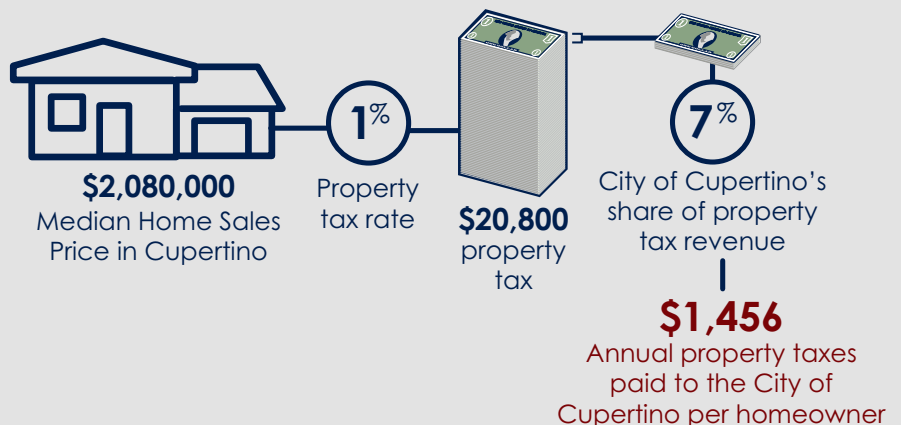 $2,080,000
Median Home Sales
Price in Cupertino
1%
Property
tax rate
$20,800
property
tax
7%
City of Cupertino’s
share of property
tax revenue
$1,456
Annual property taxes
paid to the City of
Cupertino per homeowner